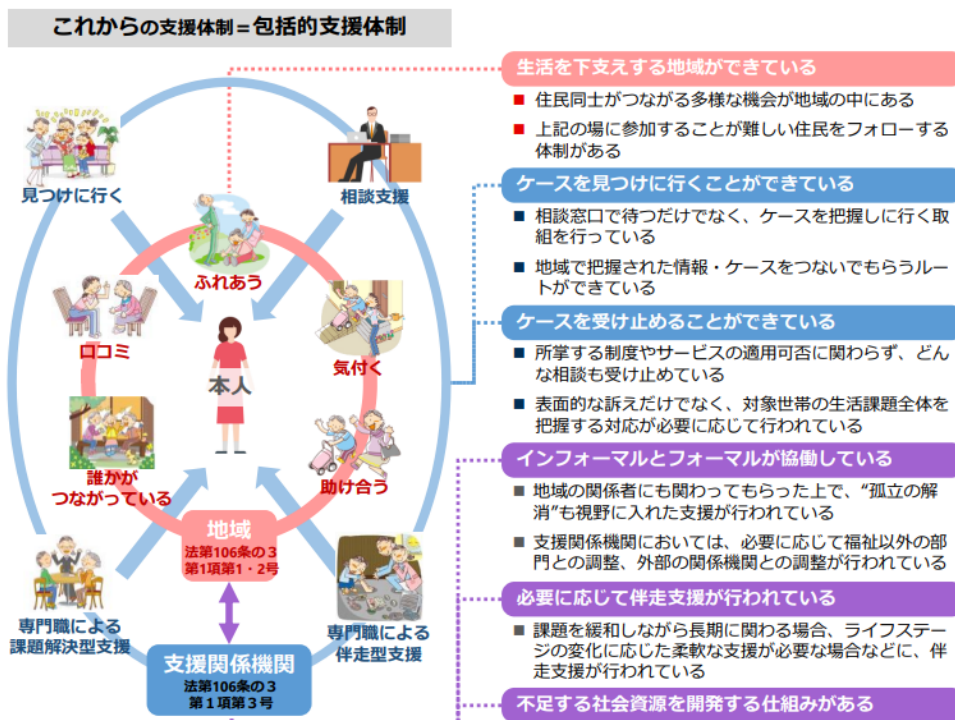 これからの支援体制＝包括的支援体制
見つけに行く
相談支援
ふれあう
口コミ
気付く
本人
誰かが
つながっている
助け合う
地域
法第106条の３
第1項第1・2号
専門職による
課題解決型支援
専門職による
伴走型支援
支援関係機関
法第106条の３
第１項第３号
生活を下支えする地域ができている
■ 住民同士がつながる多様な機会が地域の中にある
■ 上記の場に参加することが難しい住民をフォローする
体制がある
ケースを見つけに行くことができている
■ 相談窓口で待つだけでなく、ケースを把握しに行く取
組を行っている
■ 地域で把握された情報・ケースをつないでもらうルー
トができている
ケースを受け止めることができている
■ 所掌する制度やサービスの適用可否に関わらず、どん
な相談も受け止めている
■ 表面的な訴えだけでなく、対象世帯の生活課題全体を
把握する対応が必要に応じて行われている
インフォーマルとフォーマルが協働している
■ 地域の関係者にも関わってもらった上で、“孤立の解
消”も視野に入れた支援が行われている
■ 支援関係機関においては、必要に応じて福祉以外の部
門との調整、外部の関係機関との調整が行われている
必要に応じて伴走支援が行われている
■ 課題を緩和しながら長期に関わる場合、ライフステー
ジの変化に応じた柔軟な支援が必要な場合などに、伴
走支援が行われている
不足する社会資源を開発する仕組みがある